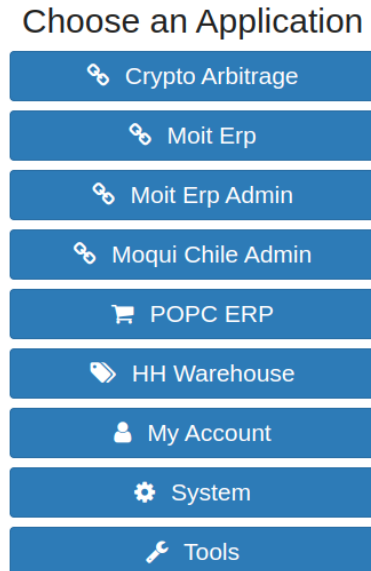 Choose an Application
Crypto Arbitrage
Moit Erp
Moit Erp Admin
Moqui Chile Admin
POPC ERP
HH Warehouse
My Account
System
Tools